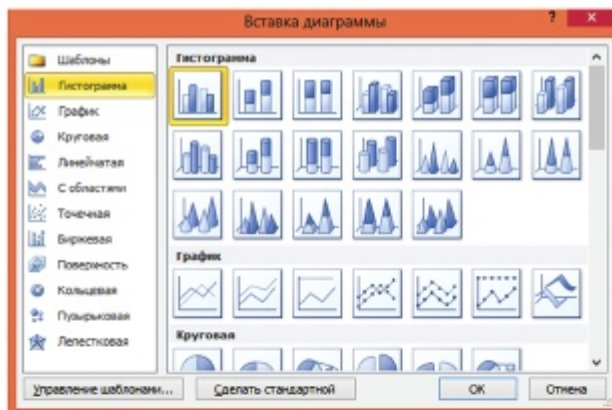 Вставка диаграммы
?
Шаблоны
Гистограмма
График
Круговая
Линейчатая
С областями
Точечная
Биржевая
Поверхность
Кольцевая
Пузырьковая
Лепестковая
Гистограмма
График
Круговая
Управление шаблонами...
Сделать стандартной
ОК
Отмена